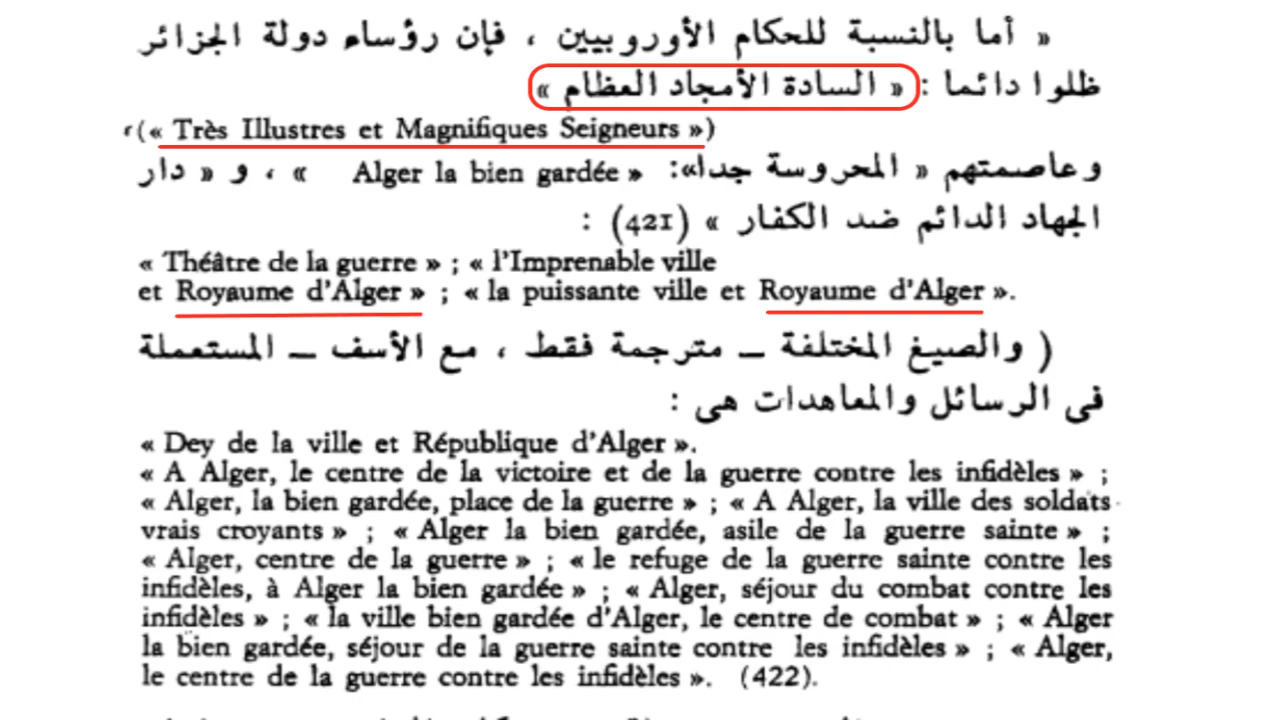 « أما بالنسبة للحكام الأوروبيين ، فإن رؤساء دولة الجزائر
ظلوا دائما : « السادة الأمجاد العظام »
(« Très Illustres et Magnifiques Seigneurs »)،
وعاصمتهم « المحروسة جدا»: « Alger la bien gardée » ، و « دار
الجهاد الدائم ضد الكفار » (421) :
« Théâtre de la guerre » ; « l'Imprenable ville
et Royaume d'Alger » ; « la puissante ville et Royaume d'Alger ».
( والصيغ المختلفة ــ مترجمة فقط ، مع الأسف ــ المستعملة
فى الرسائل والمعاهدات هى :
« Dey de la ville et République d'Alger ».
« A Alger, le centre de la victoire et de la guerre contre les infidèles » ;
« Alger, la bien gardée, place de la guerre » ; « A Alger, la ville des soldats
vrais croyants » ; « Alger la bien gardée, asile de la guerre sainte » ;
« Alger, centre de la guerre » ; « le refuge de la guerre sainte contre les
infidèles, à Alger la bien gardée » ; « Alger, séjour du combat contre les
infidèles » ; « la ville bien gardée d'Alger, le centre de combat » ; « Alger
la bien gardée, séjour de la guerre sainte contre les infidèles » ; « Alger,
le centre de la guerre contre les infidèles ». (422).